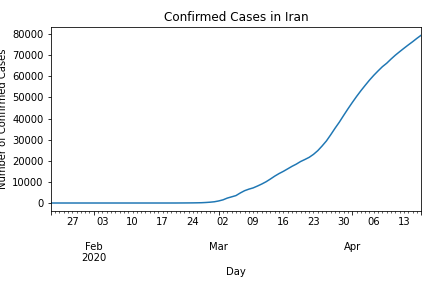 Confirmed Cases in Iran
80000
70000
60000
50000
40000
30000
20000
10000
0
Number of Confirmed Cases
27 03 10 17 24 02 09 16 23 30 06 13
Feb Mar Apr
2020
Day